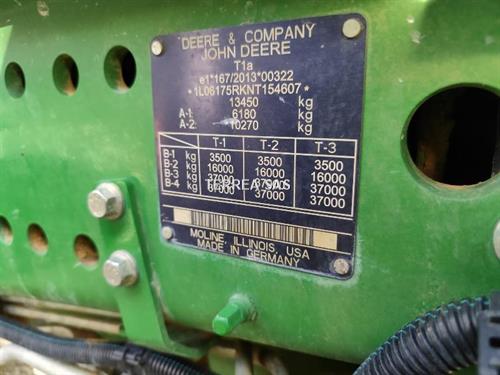 DEERE & COMPANY
JOHN DEERE
T1a
e1*167/2013*00322
*1L06175RKNT154607*
13450 kg
A-1: 6180 kg
A-2: 10270 kg
T-1 T-2 T-3
B-1 kg 3500 3500 3500
B-2 kg 16000 16000 16000
B-3 kg 37000 37000 37000
B-4 kg 37000 37000 37000
MOLINE, ILLINOIS, USA
MADE IN GERMANY